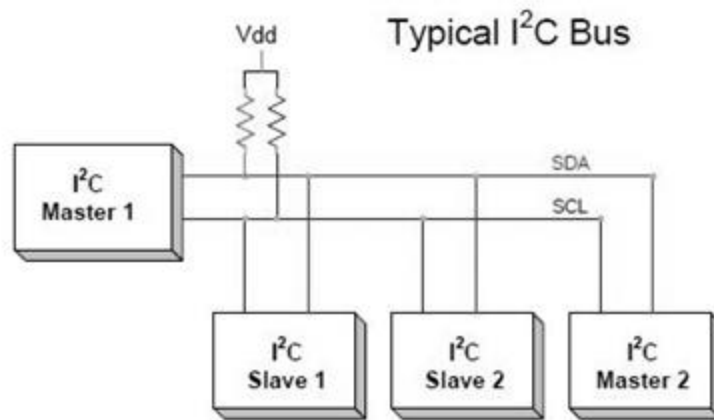 Typical I²C Bus
Vdd
SDA
I²C
Master 1
SCL
I²C
Slave 1
I²C
Slave 2
I²C
Master 2